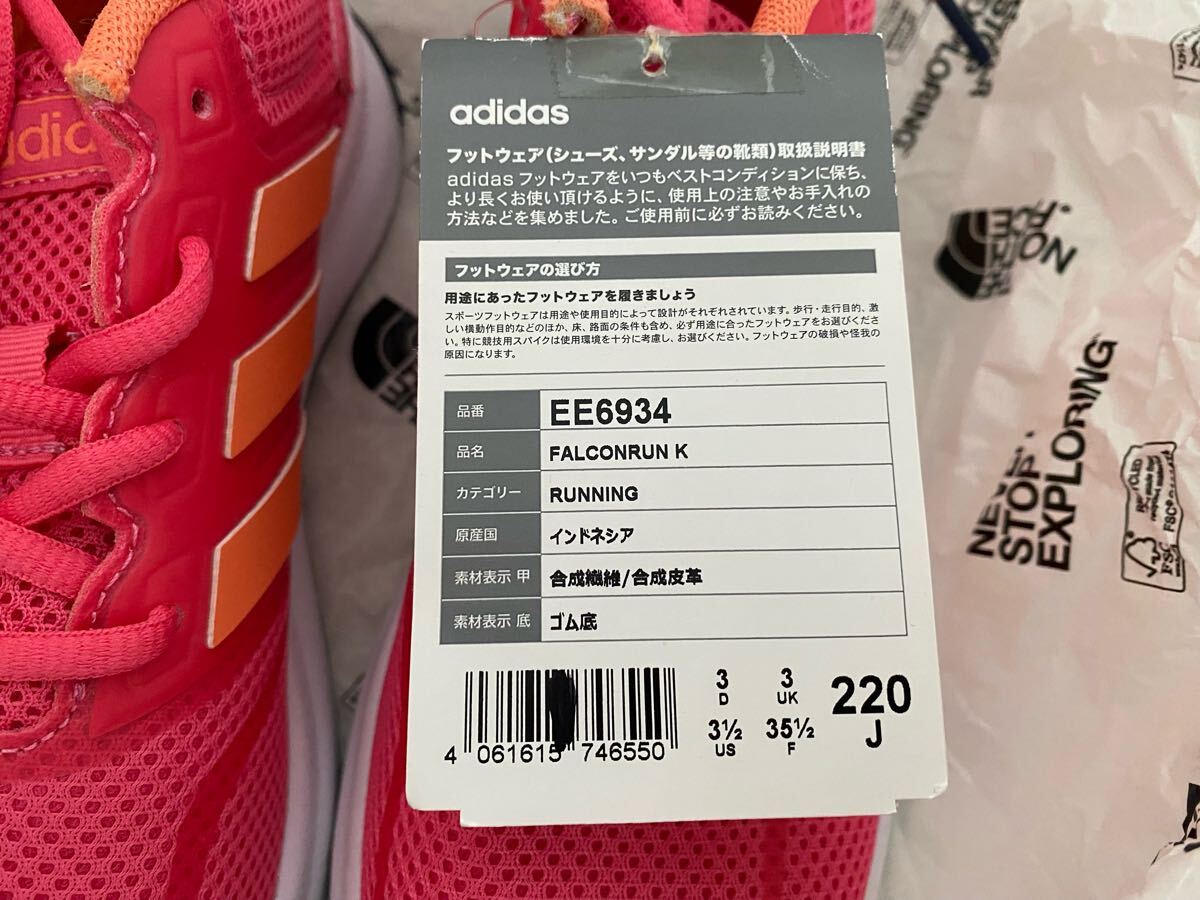 adidas
フットウェア(シューズ、サンダル等の靴類)取扱説明書
adidas フットウェアをいつもベストコンディションに保ち、
より長くお使い頂けるように、使用上の注意やお手入れの
方法などを集めました。ご使用前に必ずお読みください。
フットウェアの選び方
用途にあったフットウェアを履きましょう
スポーツフットウェアは用途や使用目的によって設計がそれぞれされています。歩行・走行目的、激
しい横動作目的などのほか、床、路面の条件も含め、必ず用途に合ったフットウェアをお選びくださ
い。特に競技用スパイクは使用環境を十分に考慮し、お選びください。フットウェアの破損や怪我の
原因になります。
品番 EE6934
品名 FALCONRUN K
カテゴリー RUNNING
原産国 インドネシア
素材表示 甲 合成繊維/合成皮革
素材表示 底 ゴム底
4 061615 746550
3 D
3 UK
3½ US
35½ F
220 J
adidas
STOP
EXPLORING
RECYCLED
FSC